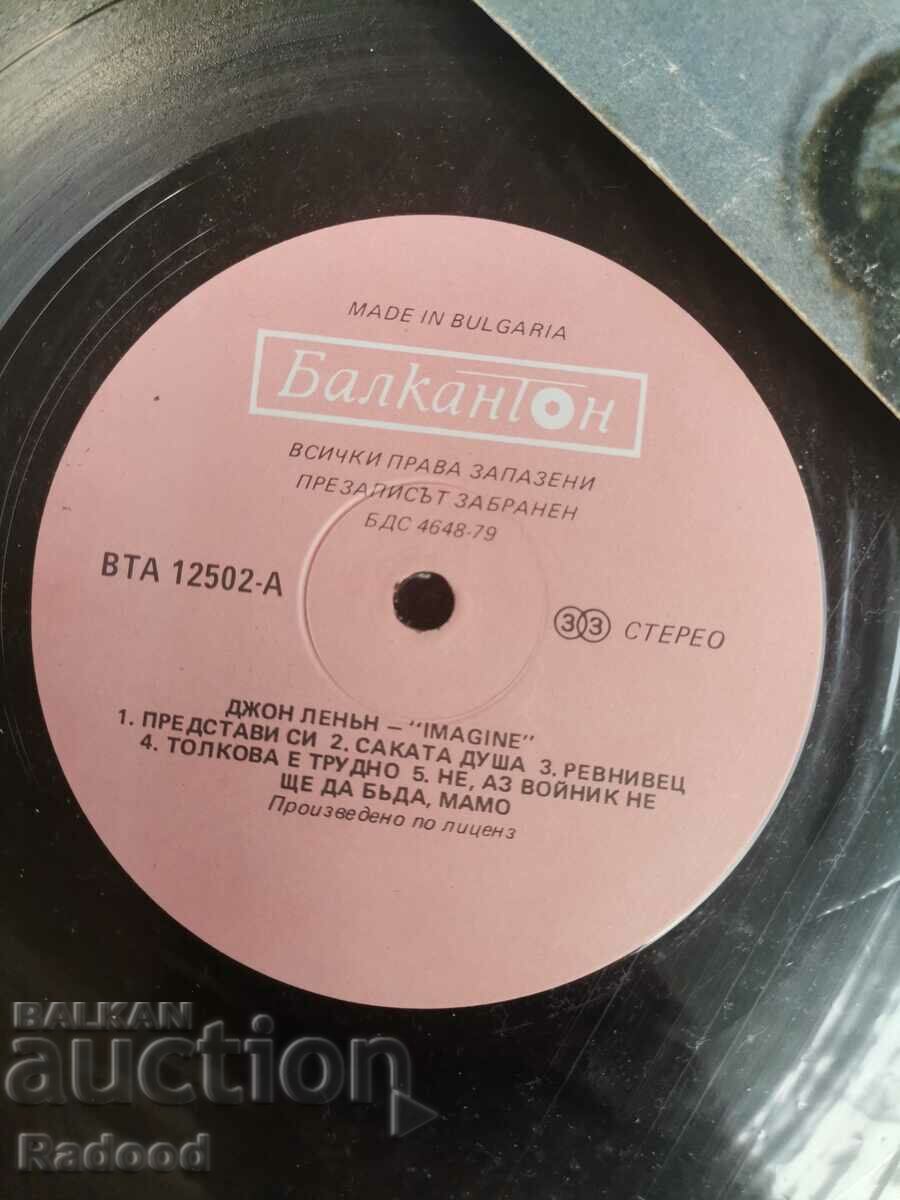 MADE IN BULGARIA
Балкантон
ВСИЧКИ ПРАВА ЗАПАЗЕНИ
ПРЕЗАПИСЪТ ЗАБРАНЕН
БДС 4648-79
ВТА 12502-А
33 СТЕРЕО
ДЖОН ЛЕНЪН – "IMAGINE"
1. ПРЕДСТАВИ СИ 2. САКАТА ДУША 3. РЕВНИВЕЦ
4. ТОЛКОВА Е ТРУДНО 5. НЕ, АЗ ВОЙНИК НЕ
ЩЕ ДА БЪДА, МАМО
Произведено по лиценз
BALKAN
auction
Radood